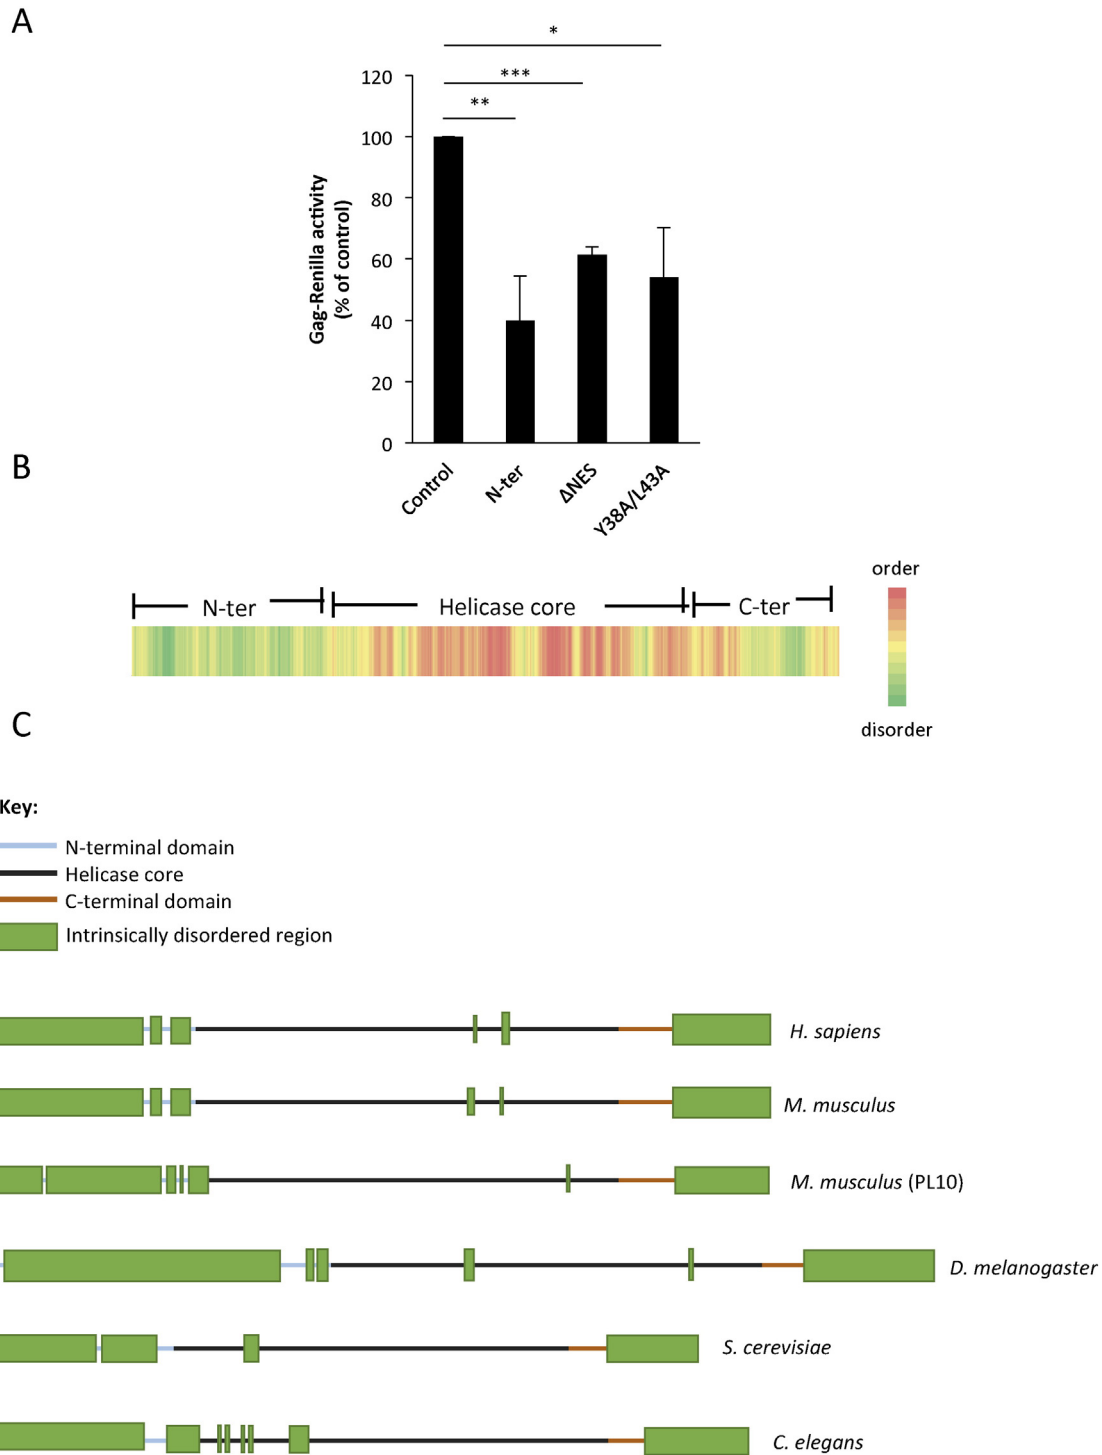 A
*
***
**
120
100
80
60
40
20
0
Gag-Renilla activity
(% of control)
Control
N-ter
ΔNES
Y38A/L43A
B
N-ter
Helicase core
C-ter
order
disorder
C
Key:
N-terminal domain
Helicase core
C-terminal domain
Intrinsically disordered region
H. sapiens
M. musculus
M. musculus (PL10)
D. melanogaster
S. cerevisiae
C. elegans